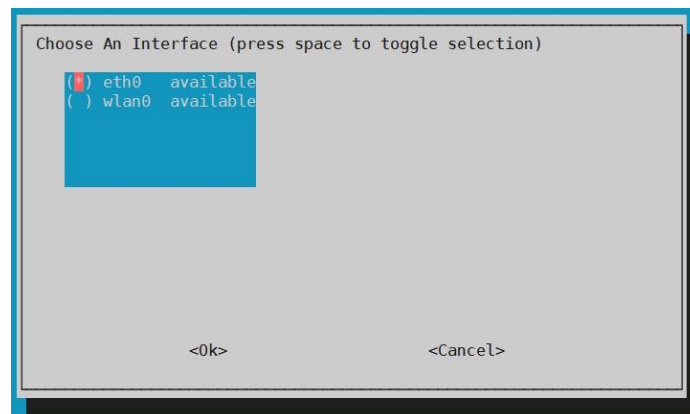 Choose An Interface (press space to toggle selection)
(*) eth0 available
( ) wlan0 available
<Ok> <Cancel>